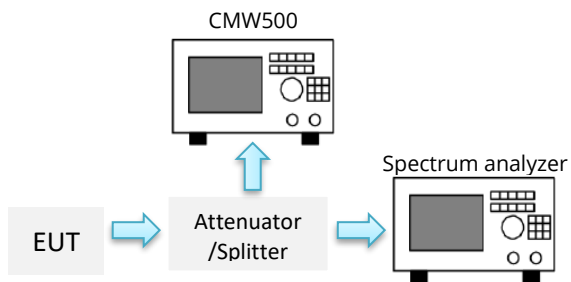 CMW500
Spectrum analyzer
EUT
Attenuator
/Splitter